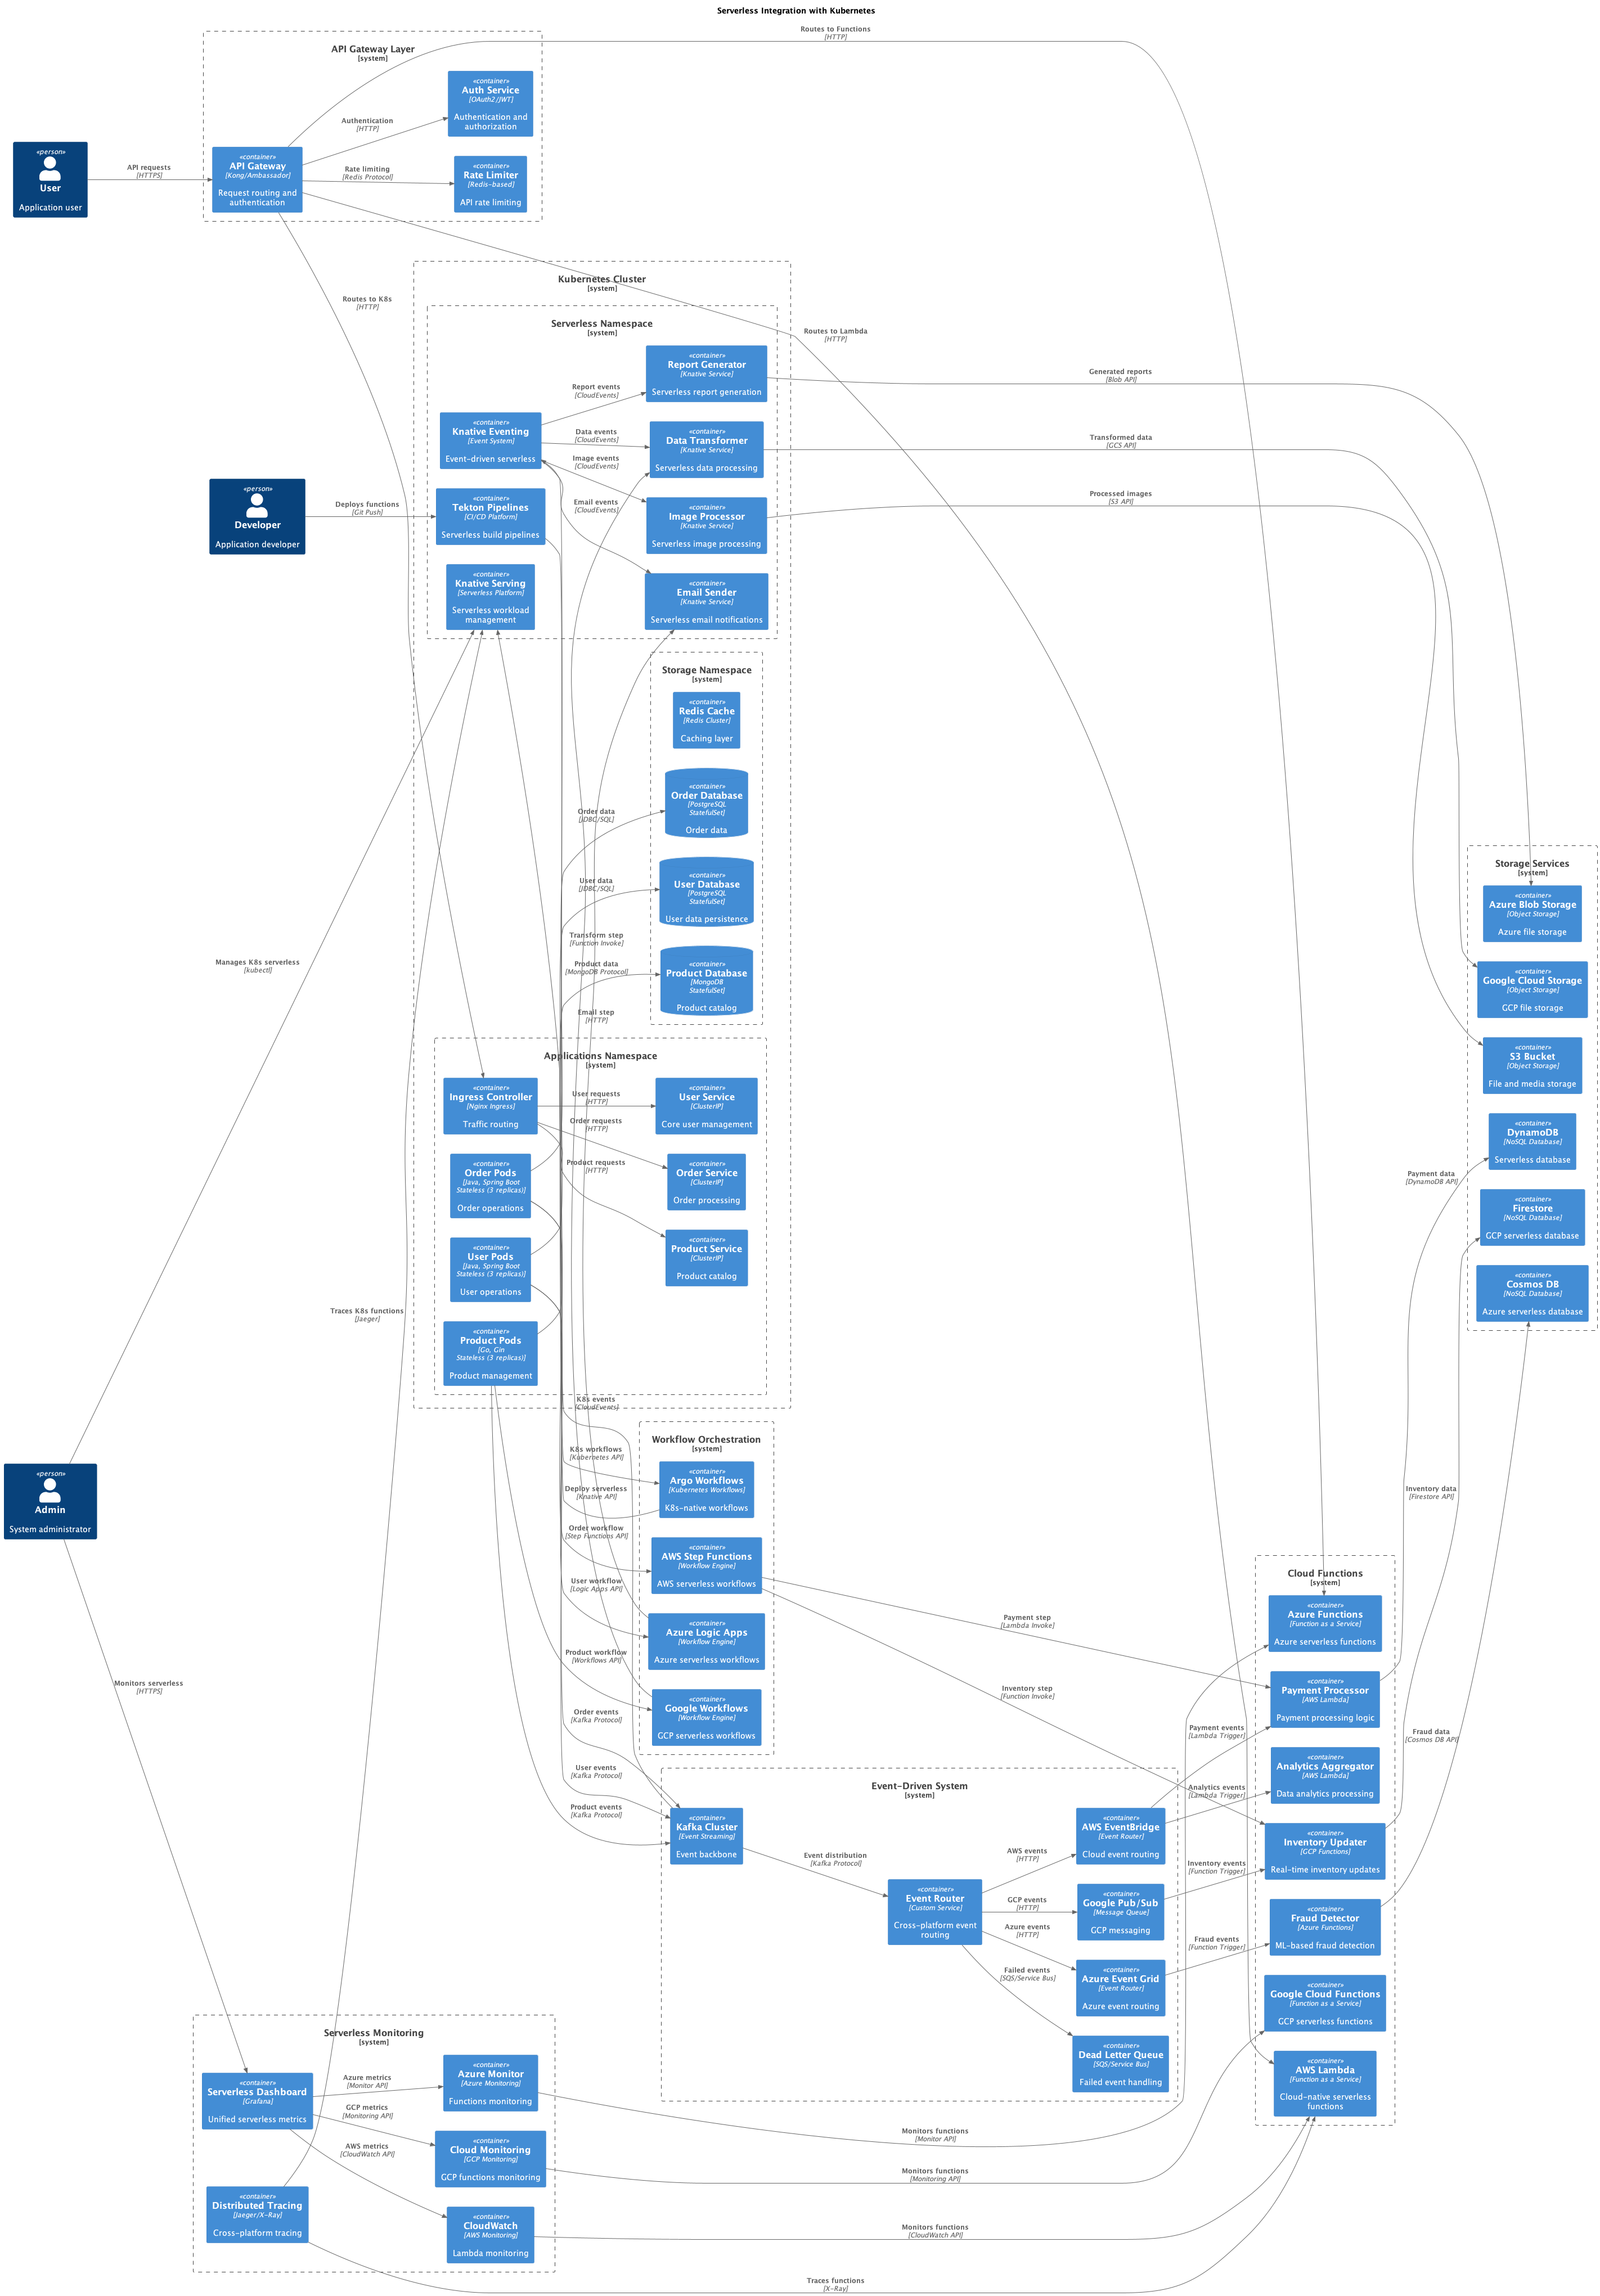 Serverless Integration with Kubernetes
API Gateway Layer
[system]
Routes to Functions
[HTTP]
«container»
Auth Service
[OAuth2/JWT]
Authentication and
authorization
Authentication
[HTTP]
«person»
User
Application user
API requests
[HTTPS]
«container»
API Gateway
[Kong/Ambassador]
Request routing and
authentication
Rate limiting
[Redis Protocol]
«container»
Rate Limiter
[Redis-based]
API rate limiting
Routes to K8s
[HTTP]
Kubernetes Cluster
[system]
Routes to Lambda
[HTTP]
Serverless Namespace
[system]
«container»
Report Generator
[Knative Service]
Serverless report generation
Report events
[CloudEvents]
Generated reports
[Blob API]
«container»
Knative Eventing
[Event System]
Event-driven serverless
Data events
[CloudEvents]
«container»
Data Transformer
[Knative Service]
Serverless data processing
Transformed data
[GCS API]
Image events
[CloudEvents]
«person»
Developer
Application developer
Deploys functions
[Git Push]
«container»
Tekton Pipelines
[CI/CD Platform]
Serverless build pipelines
Email events
[CloudEvents]
«container»
Image Processor
[Knative Service]
Serverless image processing
Processed images
[S3 API]
«container»
Knative Serving
[Serverless Platform]
Serverless workload
management
«container»
Email Sender
[Knative Service]
Serverless email notifications
Storage Namespace
[system]
«container»
Redis Cache
[Redis Cluster]
Caching layer
«container»
Order Database
[PostgreSQL
StatefulSet]
Order data
Order data
[JDBC/SQL]
«container»
User Database
[PostgreSQL
StatefulSet]
User data persistence
User data
[JDBC/SQL]
Transform step
[Function Invoke]
Product data
[MongoDB Protocol]
«container»
Product Database
[MongoDB
StatefulSet]
Product catalog
Email step
[HTTP]
Manages K8s serverless
[kubectl]
Storage Services
[system]
«container»
Azure Blob Storage
[Object Storage]
Azure file storage
«container»
Google Cloud Storage
[Object Storage]
GCP file storage
«container»
S3 Bucket
[Object Storage]
File and media storage
«container»
DynamoDB
[NoSQL Database]
Serverless database
«container»
Firestore
[NoSQL Database]
GCP serverless database
«container»
Cosmos DB
[NoSQL Database]
Azure serverless database
Payment data
[DynamoDB API]
Inventory data
[Firestore API]
Fraud data
[Cosmos DB API]
Applications Namespace
[system]
«container»
Ingress Controller
[Nginx Ingress]
Traffic routing
User requests
[HTTP]
«container»
User Service
[ClusterIP]
Core user management
Order requests
[HTTP]
«container»
Order Pods
[Java, Spring Boot
Stateless (3 replicas)]
Order operations
Product requests
[HTTP]
«container»
Order Service
[ClusterIP]
Order processing
«container»
User Pods
[Java, Spring Boot
Stateless (3 replicas)]
User operations
«container»
Product Service
[ClusterIP]
Product catalog
Traces K8s functions
[Jaeger]
«container»
Product Pods
[Go, Gin
Stateless (3 replicas)]
Product management
K8s events
[CloudEvents]
Workflow Orchestration
[system]
K8s workflows
[Kubernetes API]
«container»
Argo Workflows
[Kubernetes Workflows]
K8s-native workflows
Deploy serverless
[Knative API]
«person»
Admin
System administrator
Order workflow
[Step Functions API]
«container»
AWS Step Functions
[Workflow Engine]
AWS serverless workflows
User workflow
[Logic Apps API]
«container»
Azure Logic Apps
[Workflow Engine]
Azure serverless workflows
Product workflow
[Workflows API]
«container»
Google Workflows
[Workflow Engine]
GCP serverless workflows
Payment step
[Lambda Invoke]
Inventory step
[Function Invoke]
Monitors serverless
[HTTPS]
Order events
[Kafka Protocol]
User events
[Kafka Protocol]
Product events
[Kafka Protocol]
Event-Driven System
[system]
«container»
Kafka Cluster
[Event Streaming]
Event backbone
Event distribution
[Kafka Protocol]
«container»
Event Router
[Custom Service]
Cross-platform event
routing
AWS events
[HTTP]
GCP events
[HTTP]
Azure events
[HTTP]
Failed events
[SQS/Service Bus]
«container»
AWS EventBridge
[Event Router]
Cloud event routing
«container»
Google Pub/Sub
[Message Queue]
GCP messaging
«container»
Azure Event Grid
[Event Router]
Azure event routing
«container»
Dead Letter Queue
[SQS/Service Bus]
Failed event handling
Payment events
[Lambda Trigger]
Analytics events
[Lambda Trigger]
Inventory events
[Function Trigger]
Fraud events
[Function Trigger]
Cloud Functions
[system]
«container»
Azure Functions
[Function as a Service]
Azure serverless functions
«container»
Payment Processor
[AWS Lambda]
Payment processing logic
«container»
Analytics Aggregator
[AWS Lambda]
Data analytics processing
«container»
Inventory Updater
[GCP Functions]
Real-time inventory updates
«container»
Fraud Detector
[Azure Functions]
ML-based fraud detection
«container»
Google Cloud Functions
[Function as a Service]
GCP serverless functions
«container»
AWS Lambda
[Function as a Service]
Cloud-native serverless
functions
Serverless Monitoring
[system]
«container»
Serverless Dashboard
[Grafana]
Unified serverless metrics
Azure metrics
[Monitor API]
GCP metrics
[Monitoring API]
AWS metrics
[CloudWatch API]
«container»
Azure Monitor
[Azure Monitoring]
Functions monitoring
«container»
Cloud Monitoring
[GCP Monitoring]
GCP functions monitoring
«container»
Distributed Tracing
[Jaeger/X-Ray]
Cross-platform tracing
«container»
CloudWatch
[AWS Monitoring]
Lambda monitoring
Monitors functions
[Monitor API]
Monitors functions
[Monitoring API]
Monitors functions
[CloudWatch API]
Traces functions
[X-Ray]